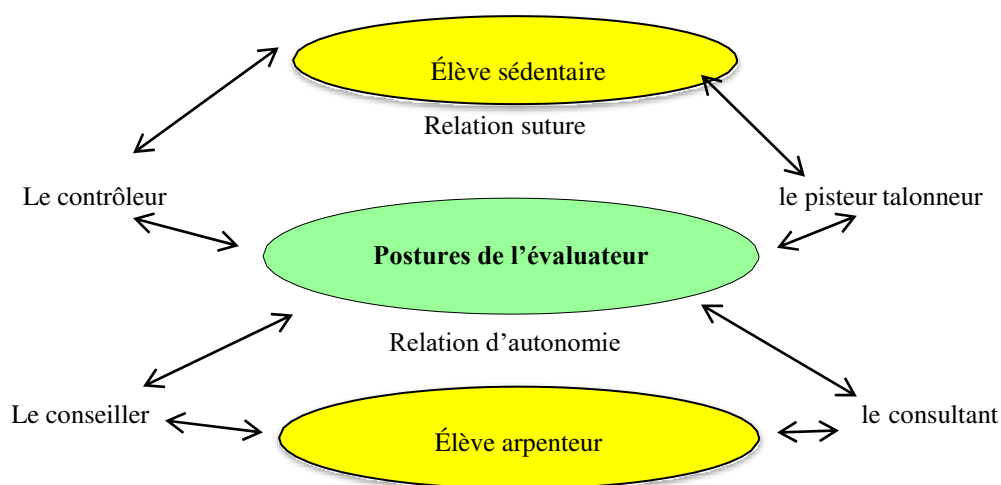 Élève sédentaire
Relation suture
Le contrôleur
le pisteur talonneur
Postures de l’évaluateur
Relation d’autonomie
Le conseiller
le consultant
Élève arpenteur